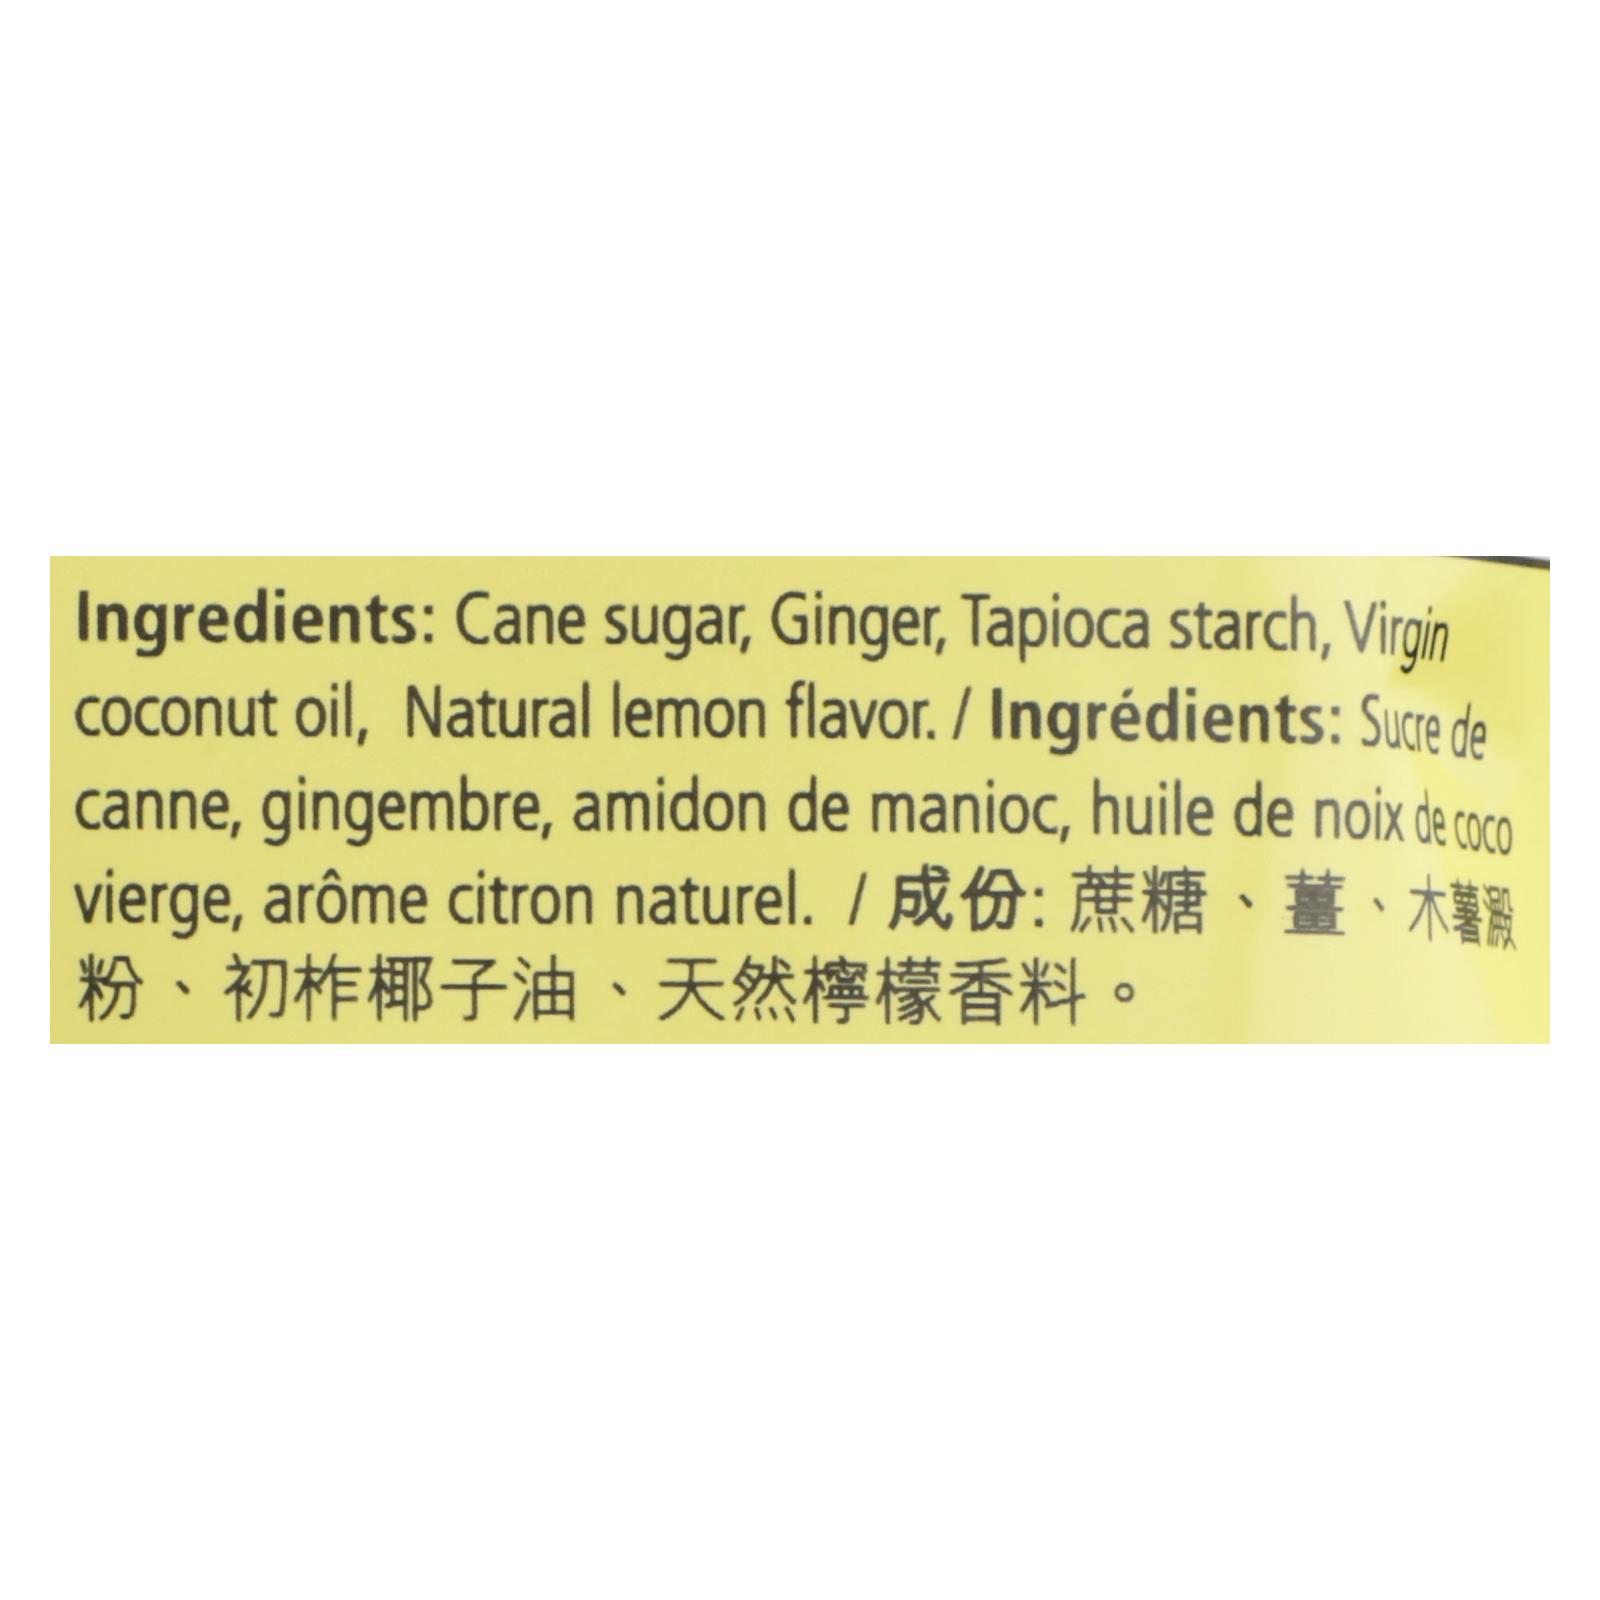 Ingredients: Cane sugar, Ginger, Tapioca starch, Virgin
coconut oil, Natural lemon flavor. / Ingrédients: Sucre de
canne, gingembre, amidon de manioc, huile de noix de coco
vierge, arôme citron naturel. / 成份: 蔗糖、薑、木薯澱
粉、初柞椰子油、天然檸檬香料。